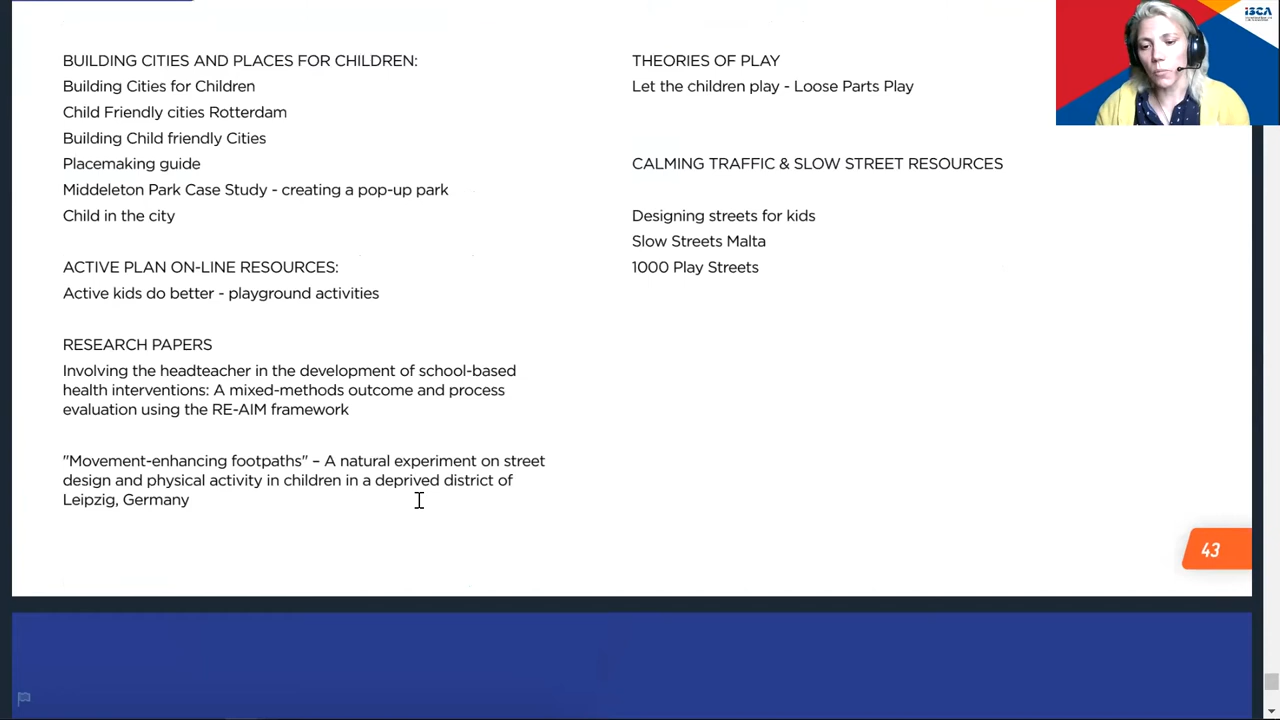 BUILDING CITIES AND PLACES FOR CHILDREN:
Building Cities for Children
Child Friendly cities Rotterdam
Building Child friendly Cities
Placemaking guide
Middeleton Park Case Study - creating a pop-up park
Child in the city
ACTIVE PLAN ON-LINE RESOURCES:
Active kids do better - playground activities
RESEARCH PAPERS
Involving the headteacher in the development of school-based
health interventions: A mixed-methods outcome and process
evaluation using the RE-AIM framework
"Movement-enhancing footpaths" – A natural experiment on street
design and physical activity in children in a deprived district of
Leipzig, Germany
THEORIES OF PLAY
Let the children play - Loose Parts Play
CALMING TRAFFIC & SLOW STREET RESOURCES
Designing streets for kids
Slow Streets Malta
1000 Play Streets
ISCA
43